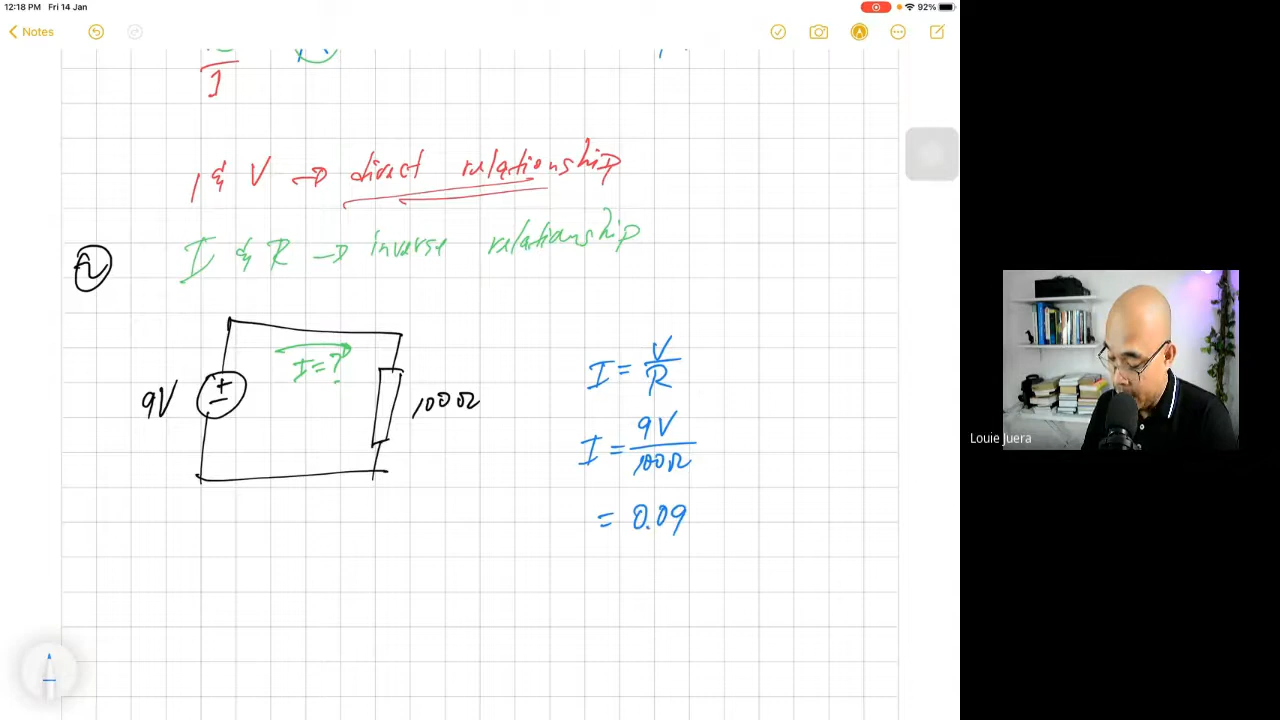 12:18 PM Fri 14 Jan
92%
Notes
I
I & V → direct relationship
I & R → inverse relationship
2
I=?
9V
+
-
100Ω
I = V/R
I = 9V/100Ω
= 0.09
Louie Juera